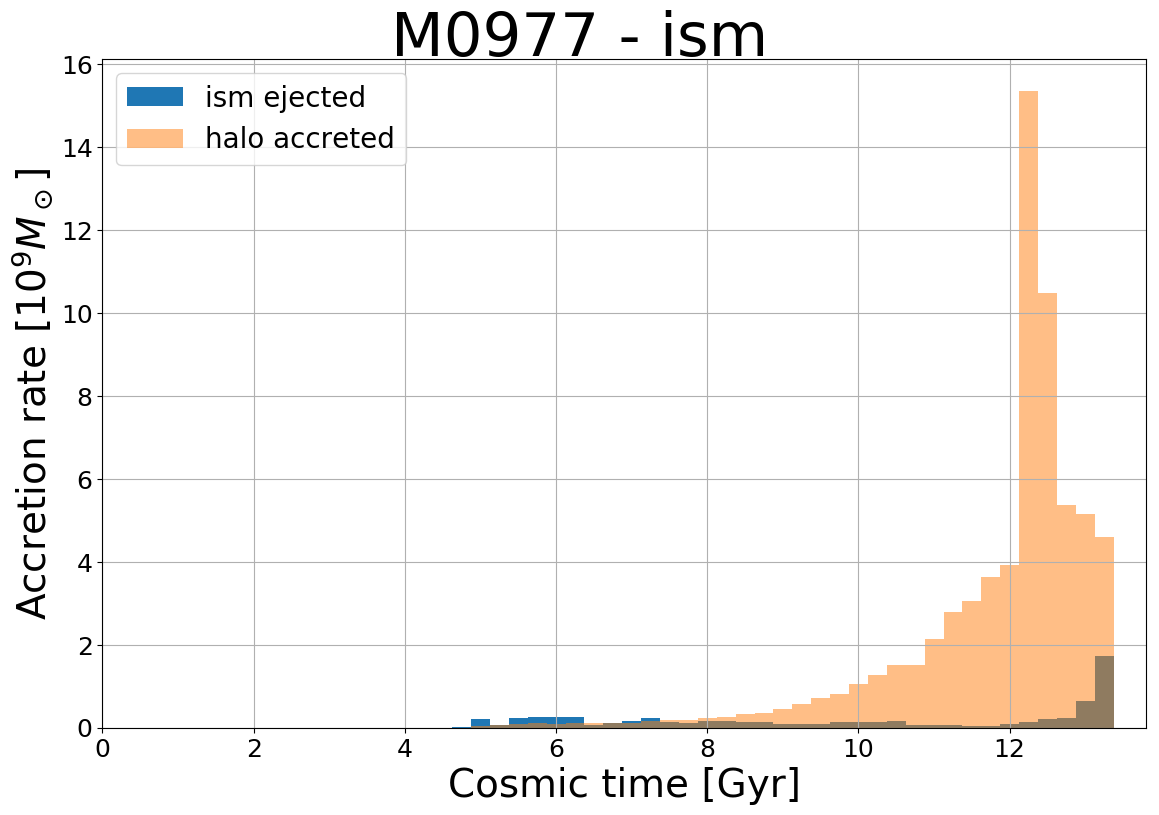 M0977 - ism
ism ejected
halo accreted
Accretion rate [10⁹M⊙]
16
14
12
10
8
6
4
2
0
0 2 4 6 8 10 12
Cosmic time [Gyr]